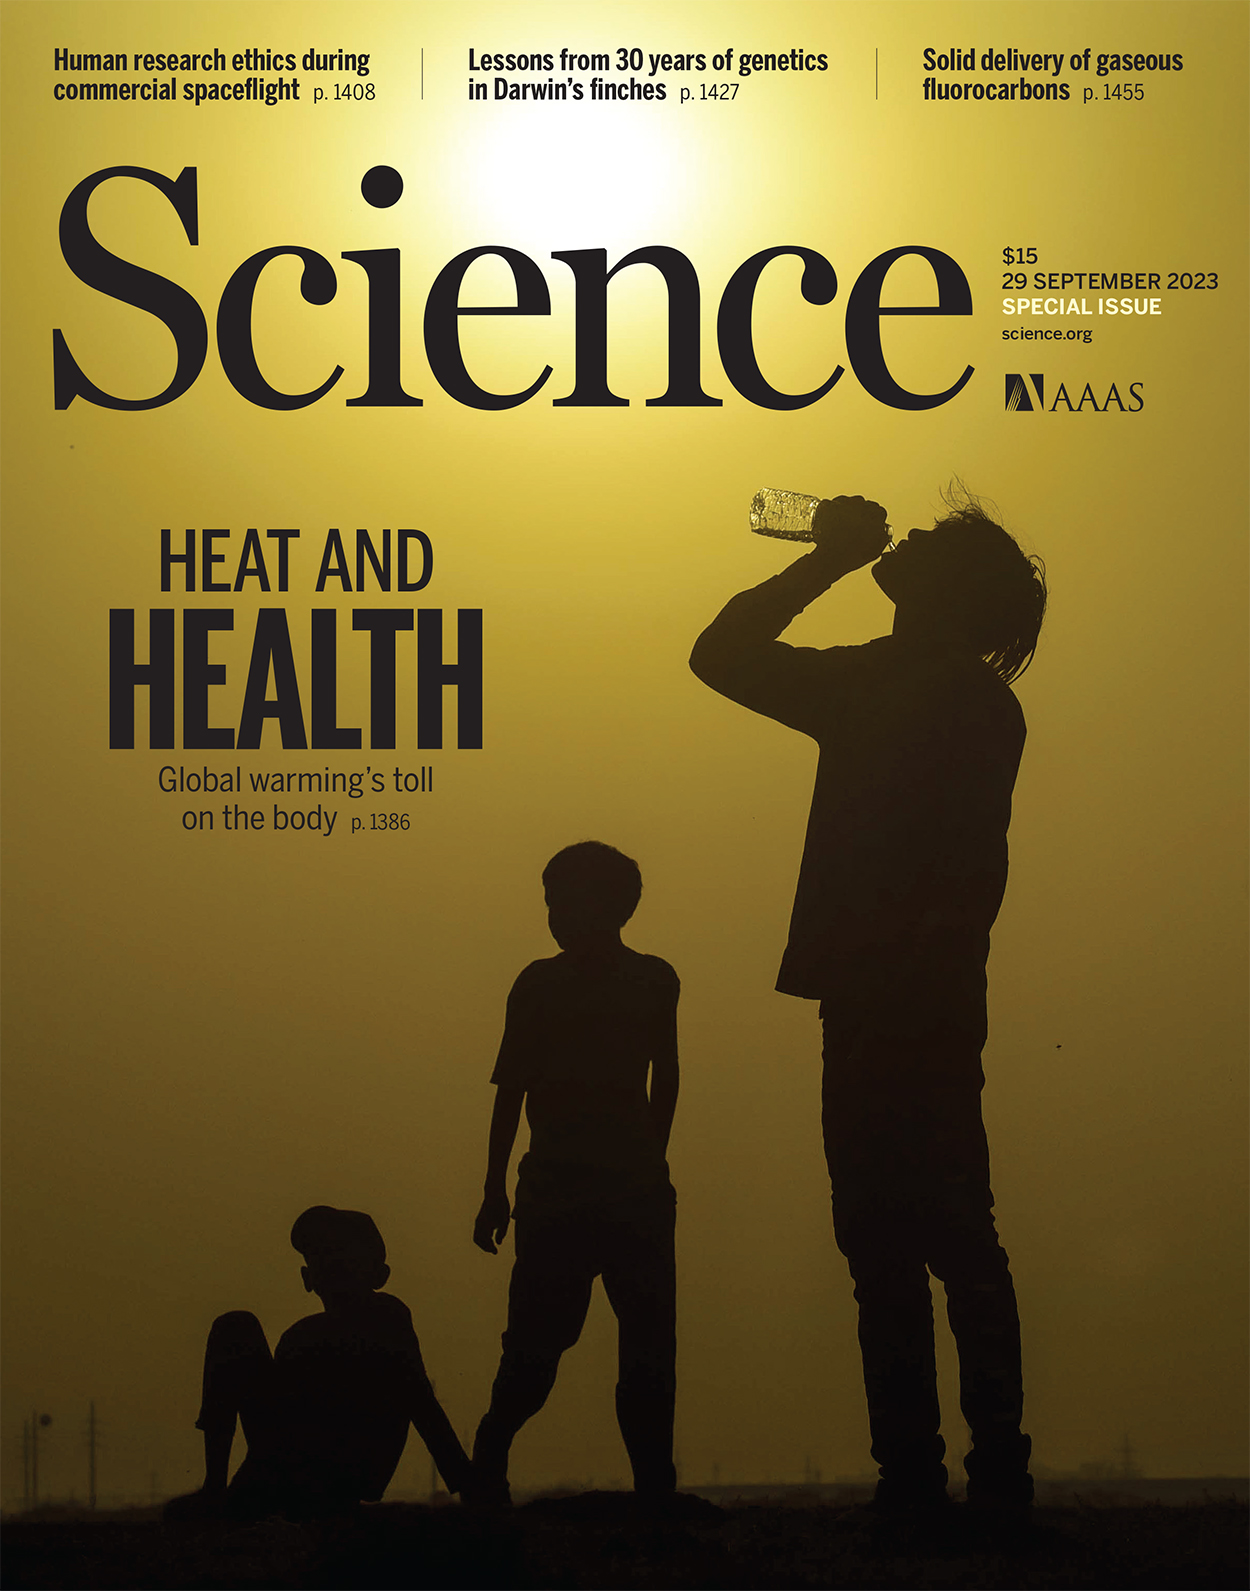 Human research ethics during
commercial spaceflight p. 1408
Lessons from 30 years of genetics
in Darwin's finches p. 1427
Solid delivery of gaseous
fluorocarbons p. 1455
Science
$15
29 SEPTEMBER 2023
SPECIAL ISSUE
science.org
AAAS
HEAT AND
HEALTH
Global warming's toll
on the body p. 1386